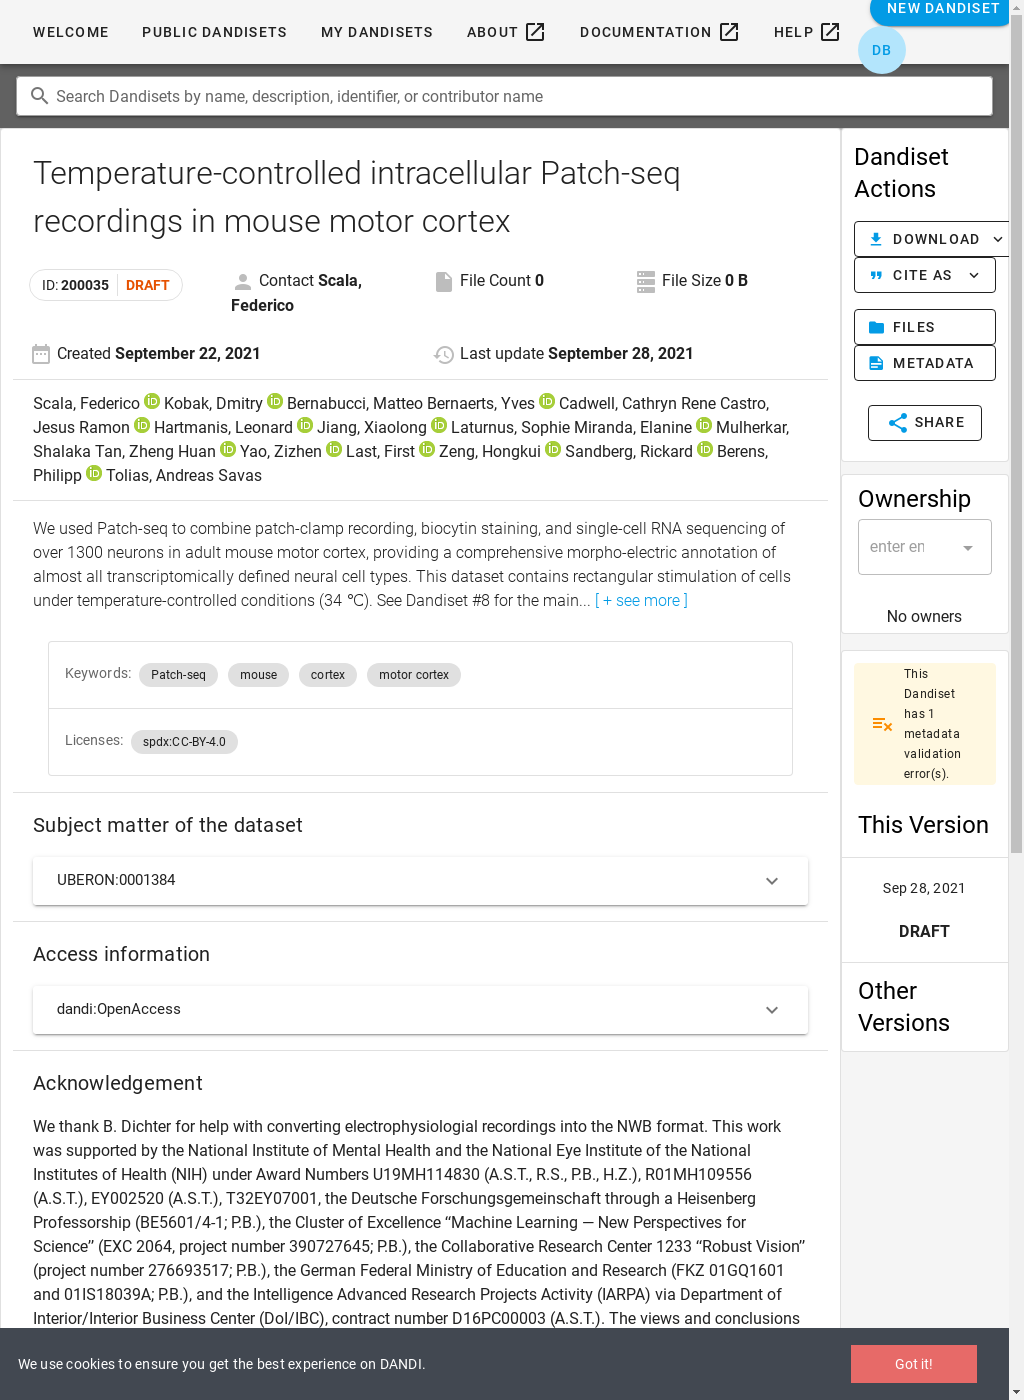 WELCOME PUBLIC DANDISETS MY DANDISETS ABOUT DOCUMENTATION HELP NEW DANDISET
DB
Search Dandisets by name, description, identifier, or contributor name
Temperature-controlled intracellular Patch-seq
recordings in mouse motor cortex
ID: 200035 DRAFT
Contact Scala,
Federico
File Count 0
File Size 0 B
Created September 22, 2021
Last update September 28, 2021
Scala, Federico Kobak, Dmitry Bernabucci, Matteo Bernaerts, Yves Cadwell, Cathryn Rene Castro,
Jesus Ramon Hartmanis, Leonard Jiang, Xiaolong Laturnus, Sophie Miranda, Elanine Mulherkar,
Shalaka Tan, Zheng Huan Yao, Zizhen Last, First Zeng, Hongkui Sandberg, Rickard Berens,
Philipp Tolias, Andreas Savas
We used Patch-seq to combine patch-clamp recording, biocytin staining, and single-cell RNA sequencing of
over 1300 neurons in adult mouse motor cortex, providing a comprehensive morpho-electric annotation of
almost all transcriptomically defined neural cell types. This dataset contains rectangular stimulation of cells
under temperature-controlled conditions (34 ℃). See Dandiset #8 for the main... [ + see more ]
Keywords: Patch-seq mouse cortex motor cortex
Licenses: spdx:CC-BY-4.0
Subject matter of the dataset
UBERON:0001384
Access information
dandi:OpenAccess
Acknowledgement
We thank B. Dichter for help with converting electrophysiologial recordings into the NWB format. This work
was supported by the National Institute of Mental Health and the National Eye Institute of the National
Institutes of Health (NIH) under Award Numbers U19MH114830 (A.S.T., R.S., P.B., H.Z.), R01MH109556
(A.S.T.), EY002520 (A.S.T.), T32EY07001, the Deutsche Forschungsgemeinschaft through a Heisenberg
Professorship (BE5601/4-1; P.B.), the Cluster of Excellence “Machine Learning — New Perspectives for
Science” (EXC 2064, project number 390727645; P.B.), the Collaborative Research Center 1233 “Robust Vision”
(project number 276693517; P.B.), the German Federal Ministry of Education and Research (FKZ 01GQ1601
and 01IS18039A; P.B.), and the Intelligence Advanced Research Projects Activity (IARPA) via Department of
Interior/Interior Business Center (DoI/IBC), contract number D16PC00003 (A.S.T.). The views and conclusions
Dandiset
Actions
DOWNLOAD
CITE AS
FILES
METADATA
SHARE
Ownership
enter en
No owners
This
Dandiset
has 1
metadata
validation
error(s).
This Version
Sep 28, 2021
DRAFT
Other
Versions
We use cookies to ensure you get the best experience on DANDI.
Got it!